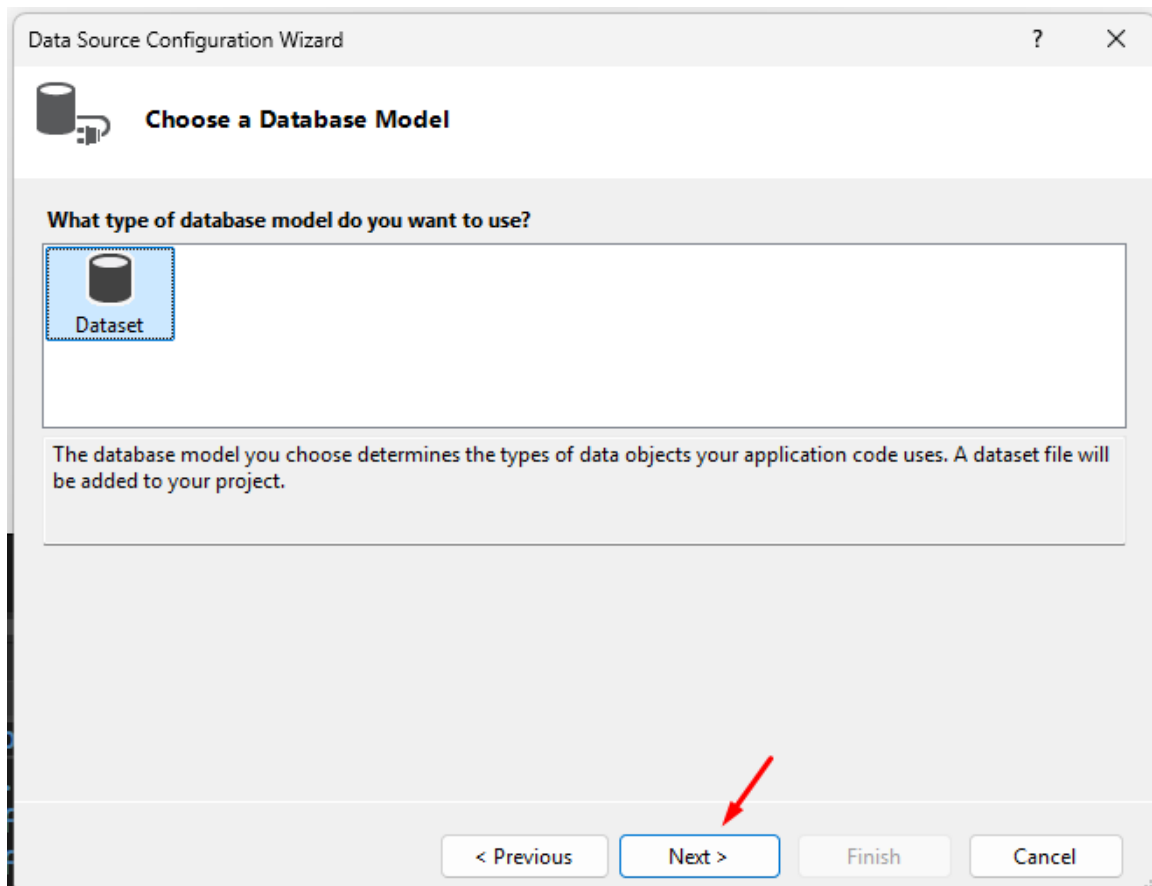 Data Source Configuration Wizard ?
Choose a Database Model
What type of database model do you want to use?
Dataset
The database model you choose determines the types of data objects your application code uses. A dataset file will
be added to your project.
< Previous Next > Finish Cancel